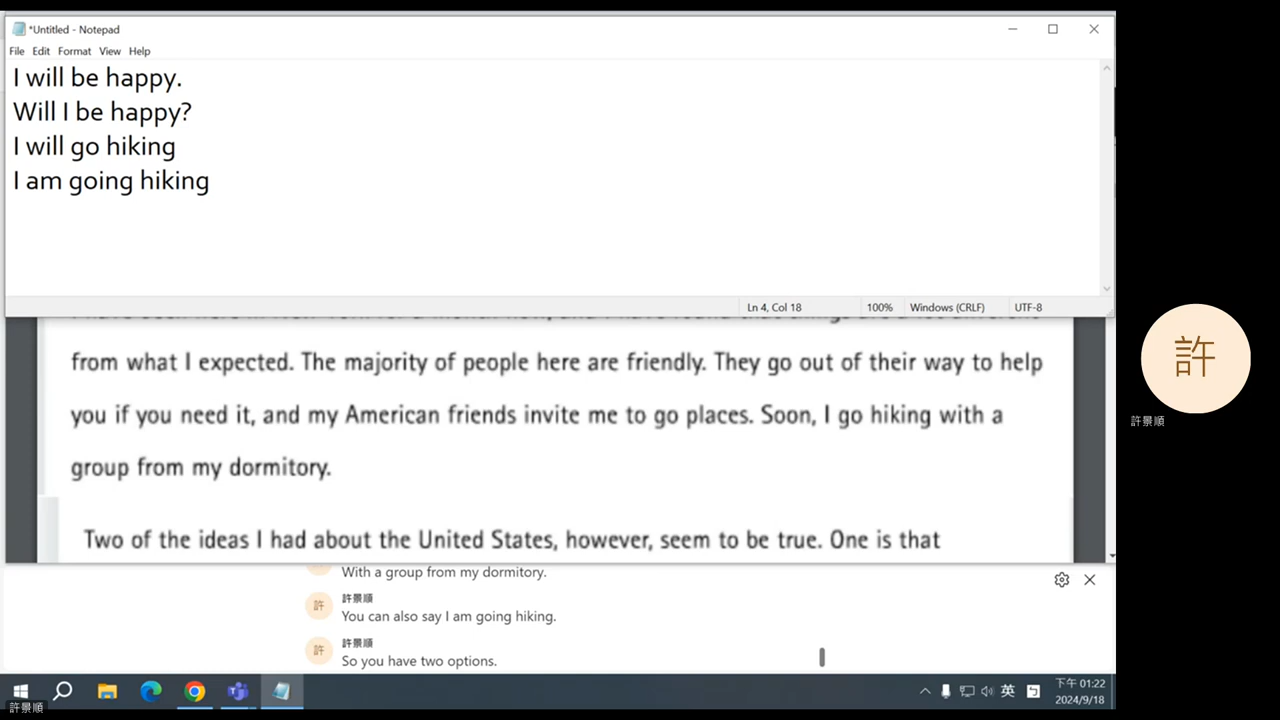 *Untitled - Notepad
File Edit Format View Help
I will be happy.
Will I be happy?
I will go hiking
I am going hiking
Ln 4, Col 18 100% Windows (CRLF) UTF-8
from what I expected. The majority of people here are friendly. They go out of their way to help
you if you need it, and my American friends invite me to go places. Soon, I go hiking with a
group from my dormitory.
Two of the ideas I had about the United States, however, seem to be true. One is that
With a group from my dormitory.
許 許景順
You can also say I am going hiking.
許 許景順
So you have two options.
許
許景順
英 ㄅ 下午 01:22
2024/9/18
許景順